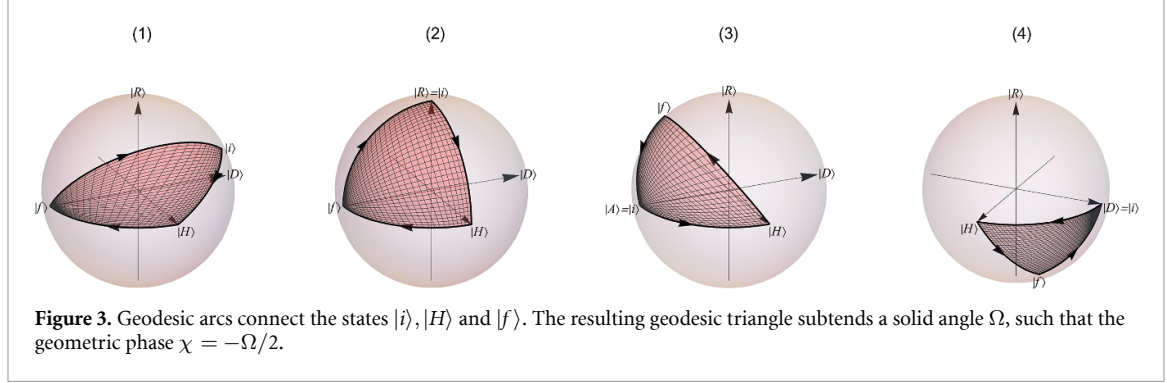 (1) (2) (3) (4)
|R⟩ |R⟩=|i⟩ |R⟩ |R⟩
|f⟩
|i⟩
|D⟩ |D⟩ |D⟩
|f⟩ |f⟩ |A⟩=|i⟩ |D⟩=|i⟩
|H⟩ |H⟩ |H⟩ |H⟩
|f⟩
Figure 3. Geodesic arcs connect the states |i⟩, |H⟩ and |f⟩. The resulting geodesic triangle subtends a solid angle Ω, such that the
geometric phase χ = −Ω/2.